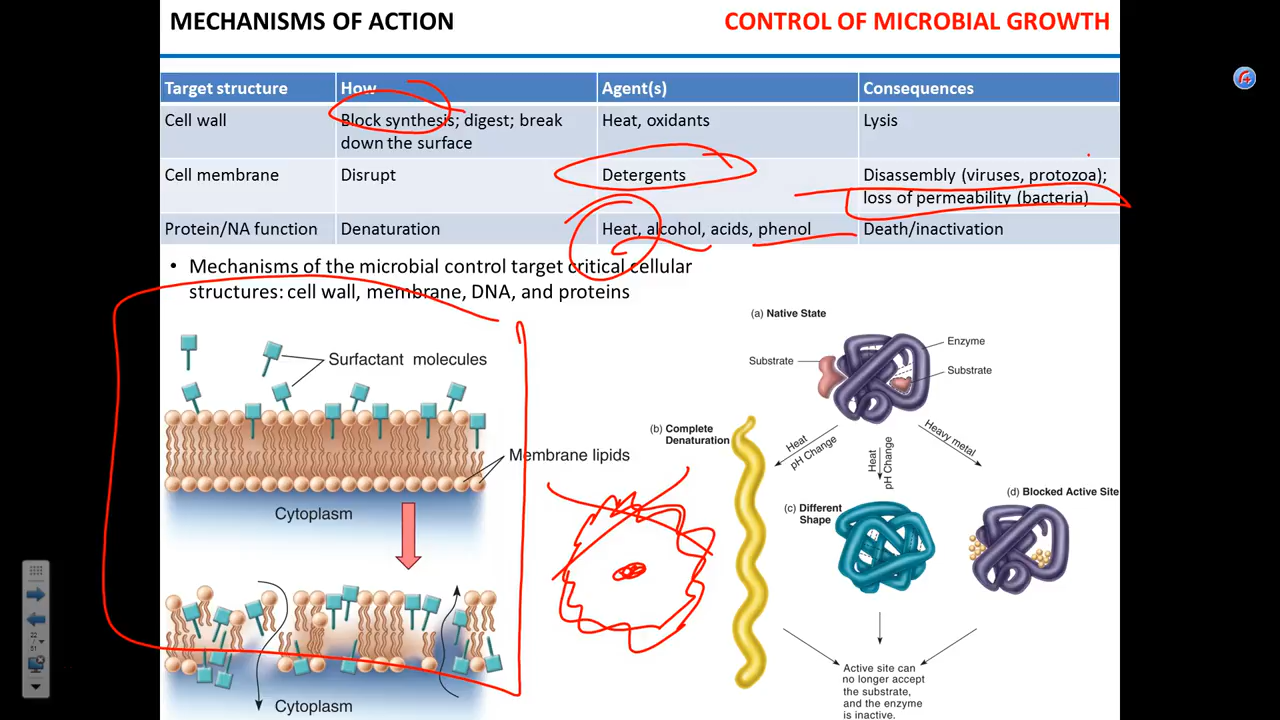 MECHANISMS OF ACTION
CONTROL OF MICROBIAL GROWTH
Target structure How Agent(s) Consequences
Cell wall Block synthesis; digest; break down the surface Heat, oxidants Lysis
Cell membrane Disrupt Detergents Disassembly (viruses, protozoa); loss of permeability (bacteria)
Protein/NA function Denaturation Heat, alcohol, acids, phenol Death/inactivation
• Mechanisms of the microbial control target critical cellular
structures: cell wall, membrane, DNA, and proteins
Surfactant molecules
Membrane lipids
Cytoplasm
Cytoplasm
(a) Native State
Enzyme
Substrate
Substrate
(b) Complete
Denaturation
Heat
pH Change
Heat
pH Change
Heavy metal
(c) Different
Shape
(d) Blocked Active Site
Active site can
no longer accept
the substrate,
and the enzyme
is inactive.
22
/
51